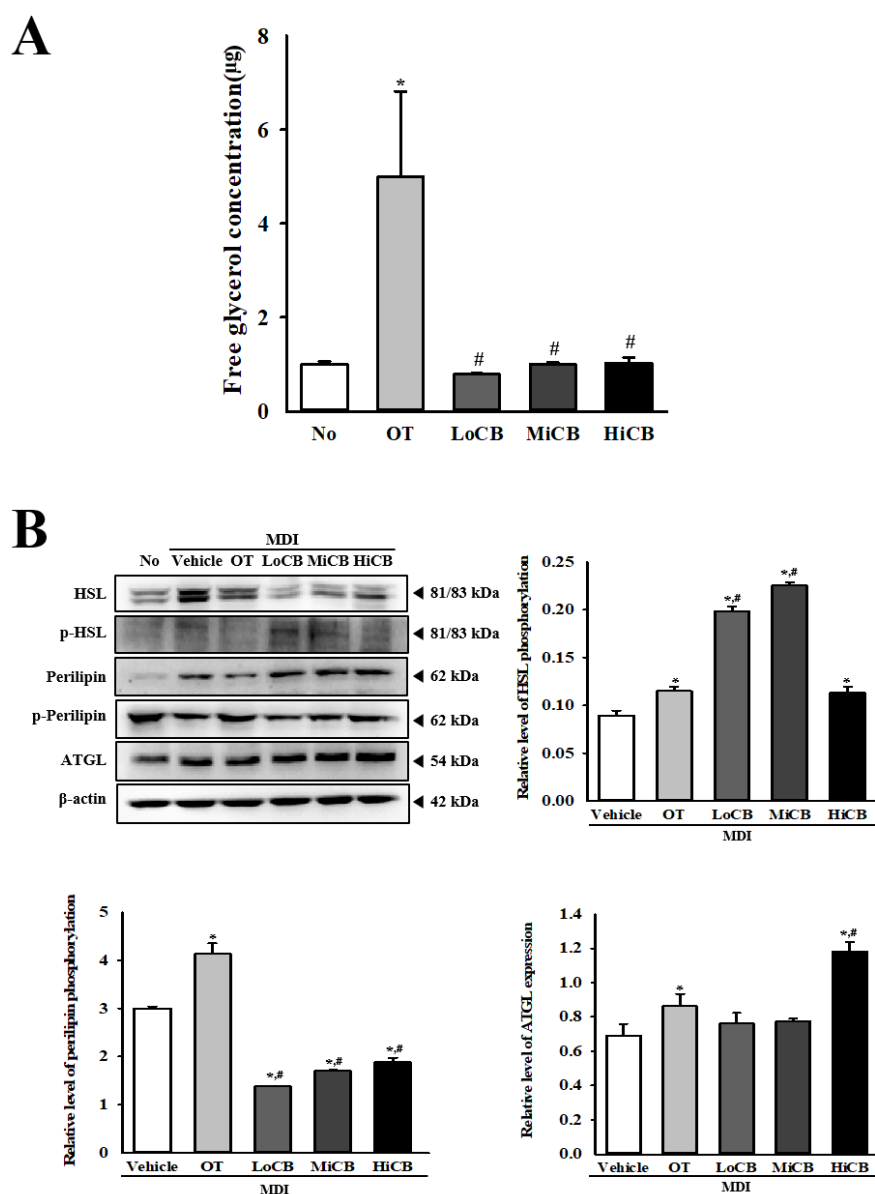 A
Free glycerol concentration(µg)
8
6
4
2
0
*
#
#
#
No OT LoCB MiCB HiCB
B
MDI
No Vehicle OT LoCB MiCB HiCB
HSL 81/83 kDa
p-HSL 81/83 kDa
Perilipin 62 kDa
p-Perilipin 62 kDa
ATGL 54 kDa
β-actin 42 kDa
Relative level of HSL phosphorylation
0.25
0.20
0.15
0.10
0.05
0.00
*
*,#
*,#
*
Vehicle OT LoCB MiCB HiCB
MDI
Relative level of perilipin phosphorylation
5
4
3
2
1
0
*
*,#
*,#
*,#
Vehicle OT LoCB MiCB HiCB
MDI
Relative level of ATGL expression
1.4
1.2
1.0
0.8
0.6
0.4
0.2
0.0
*
*,#
Vehicle OT LoCB MiCB HiCB
MDI